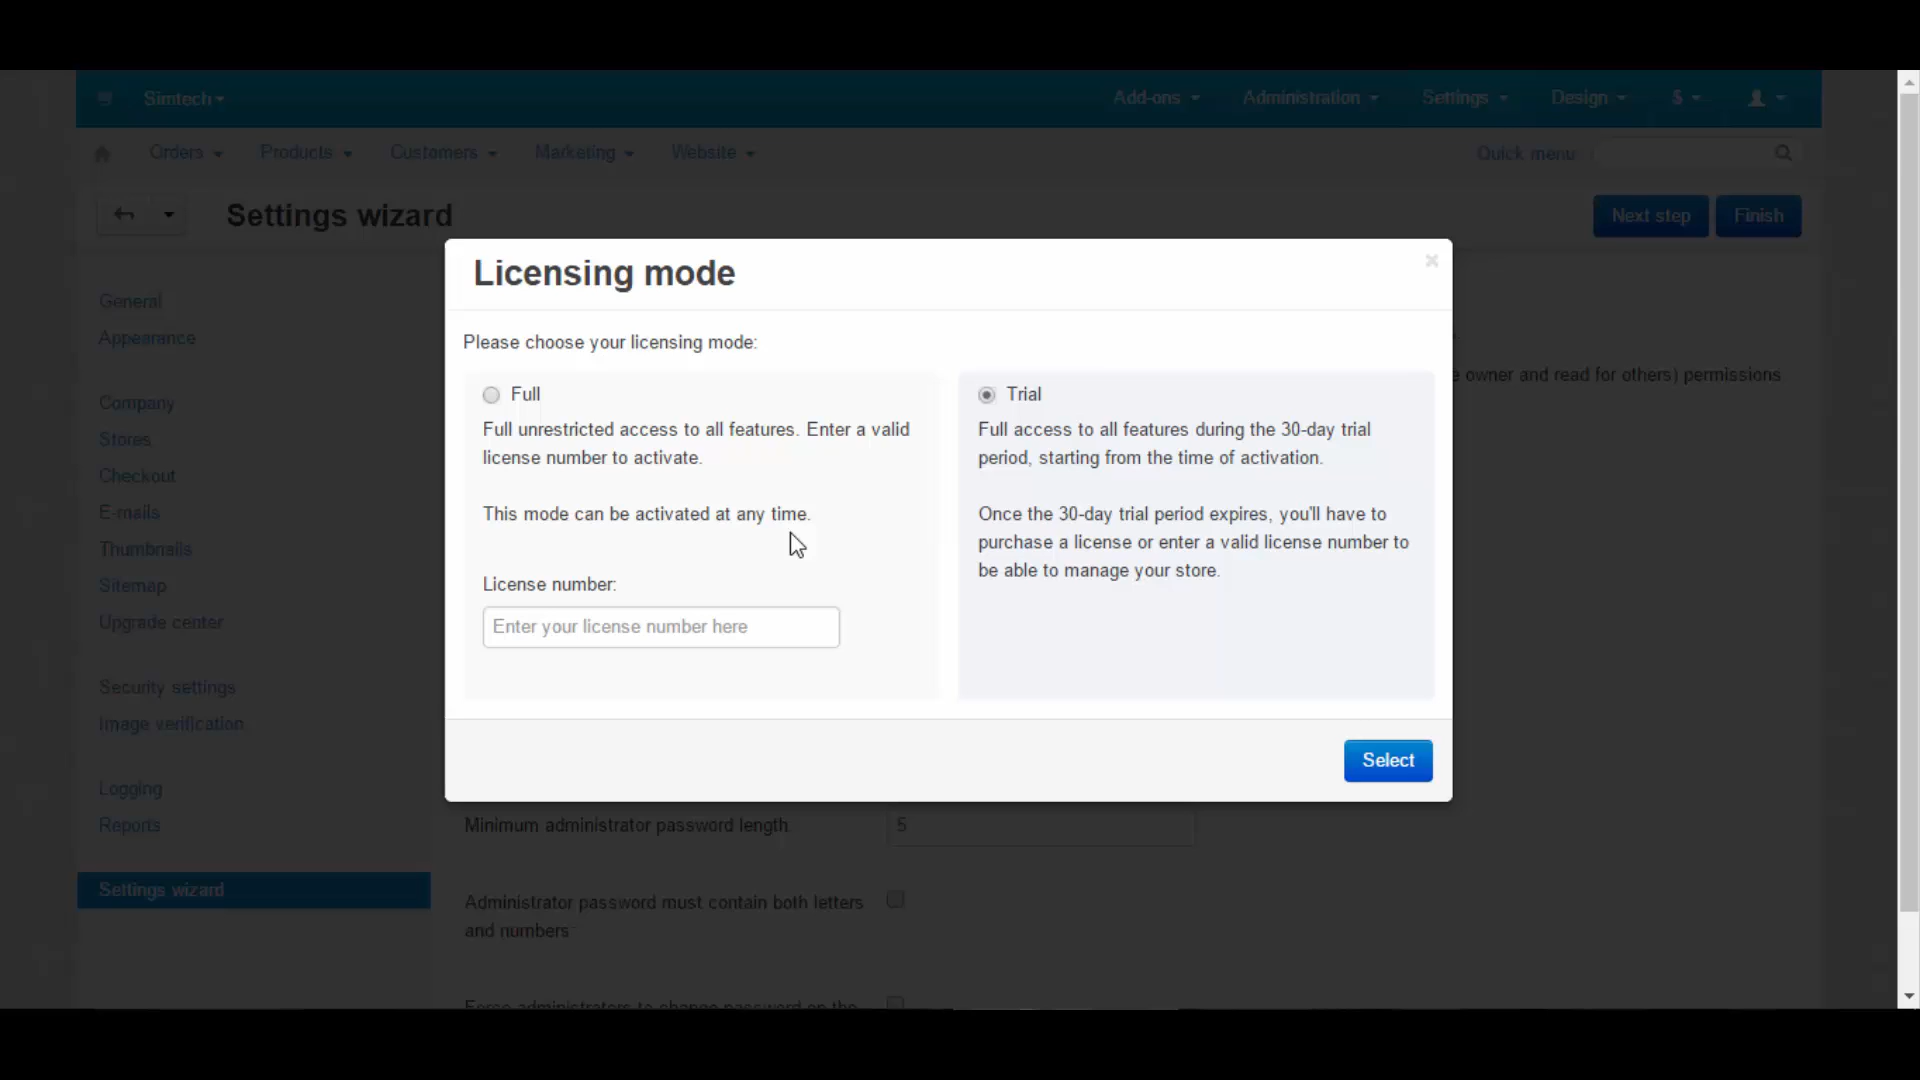 Simtech
Add-ons
Administration
Settings
Design
$
Orders
Products
Customers
Marketing
Website
Quick menu
Settings wizard
Next step
Finish
General
Appearance
Company
Stores
Checkout
E-mails
Thumbnails
Sitemap
Upgrade center
Security settings
Image verification
Logging
Reports
Settings wizard
Licensing mode
×
Please choose your licensing mode:
Full
Full unrestricted access to all features. Enter a valid
license number to activate.
This mode can be activated at any time.
License number:
Enter your license number here
Trial
Full access to all features during the 30-day trial
period, starting from the time of activation.
Once the 30-day trial period expires, you'll have to
purchase a license or enter a valid license number to
be able to manage your store.
Select
owner and read for others) permissions
Minimum administrator password length
5
Administrator password must contain both letters
and numbers
Force administrators to change password on the